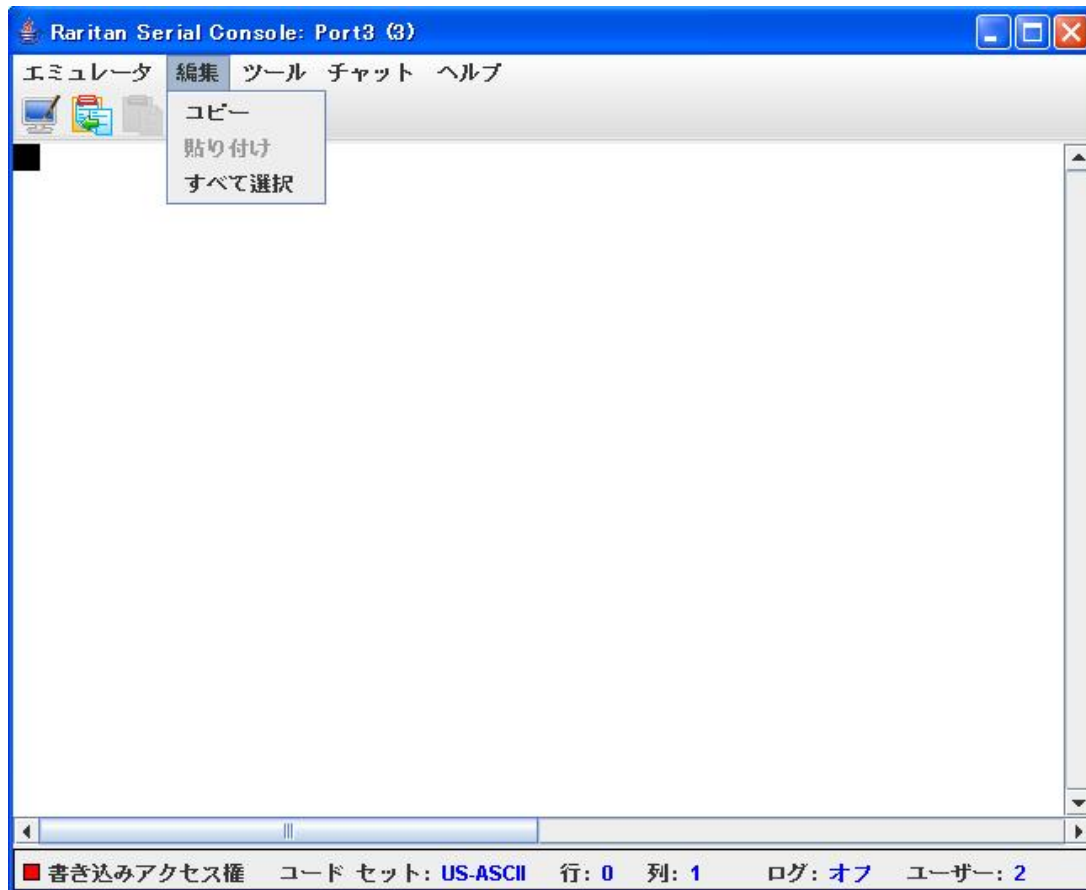 Raritan Serial Console: Port3 (3)
エミュレータ 編集 ツール チャット ヘルプ
コピー
貼り付け
すべて選択
書き込みアクセス権 コード セット: US-ASCII 行: 0 列: 1 ログ: オフ ユーザー: 2